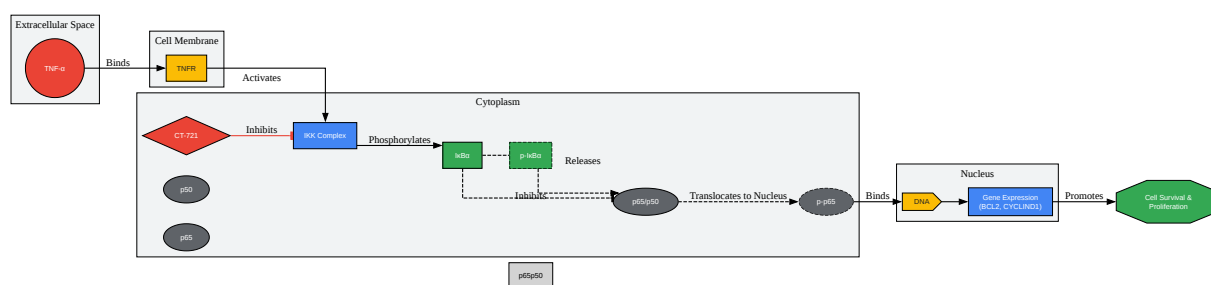 Extracellular Space
TNF-α
Binds
Cell Membrane
TNFR
Activates
Cytoplasm
CT-721
Inhibits
IKK Complex
Phosphorylates
IκBα
p-IκBα
Releases
Inhibits
p50
p65
p65/p50
Translocates to Nucleus
p-p65
Binds
Nucleus
DNA
Gene Expression
(BCL2, CYCLIND1)
Promotes
Cell Survival &
Proliferation
p65p50